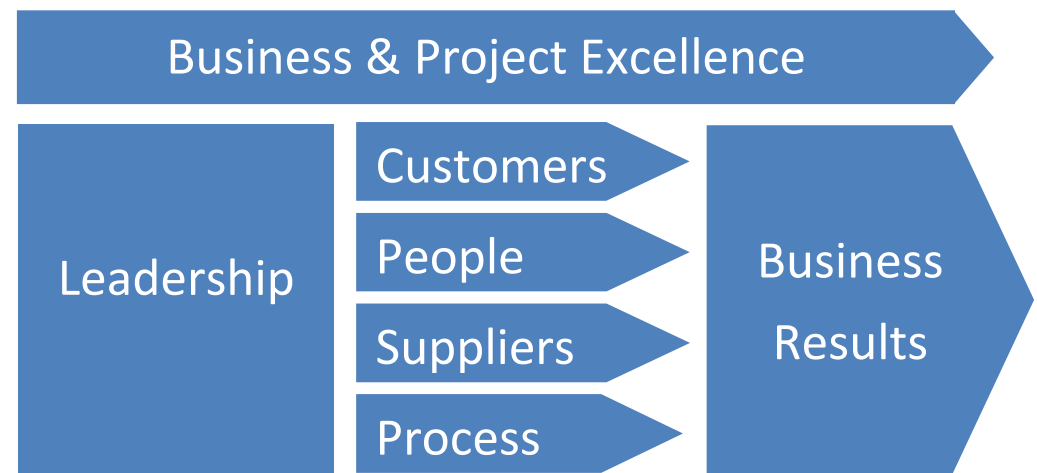 Business & Project Excellence
Leadership
Customers
People
Suppliers
Process
Business
Results